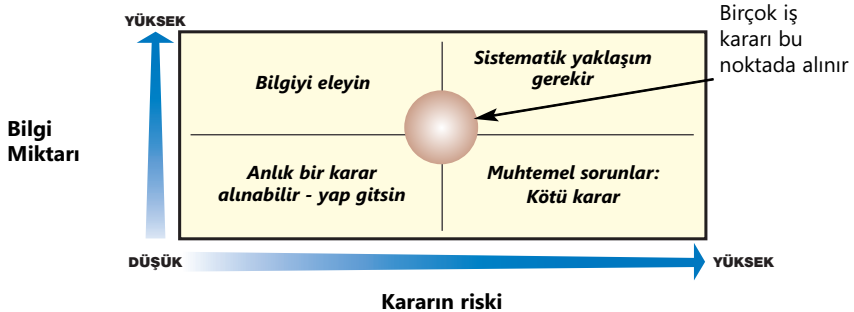 Birçok iş
kararı bu
noktada alınır
YÜKSEK
Sistematik yaklaşım
gerekir
Bilgiyi eleyin
Bilgi
Miktarı
Anlık bir karar
alınabilir - yap gitsin
Muhtemel sorunlar:
Kötü karar
DÜŞÜK
YÜKSEK
Kararın riski